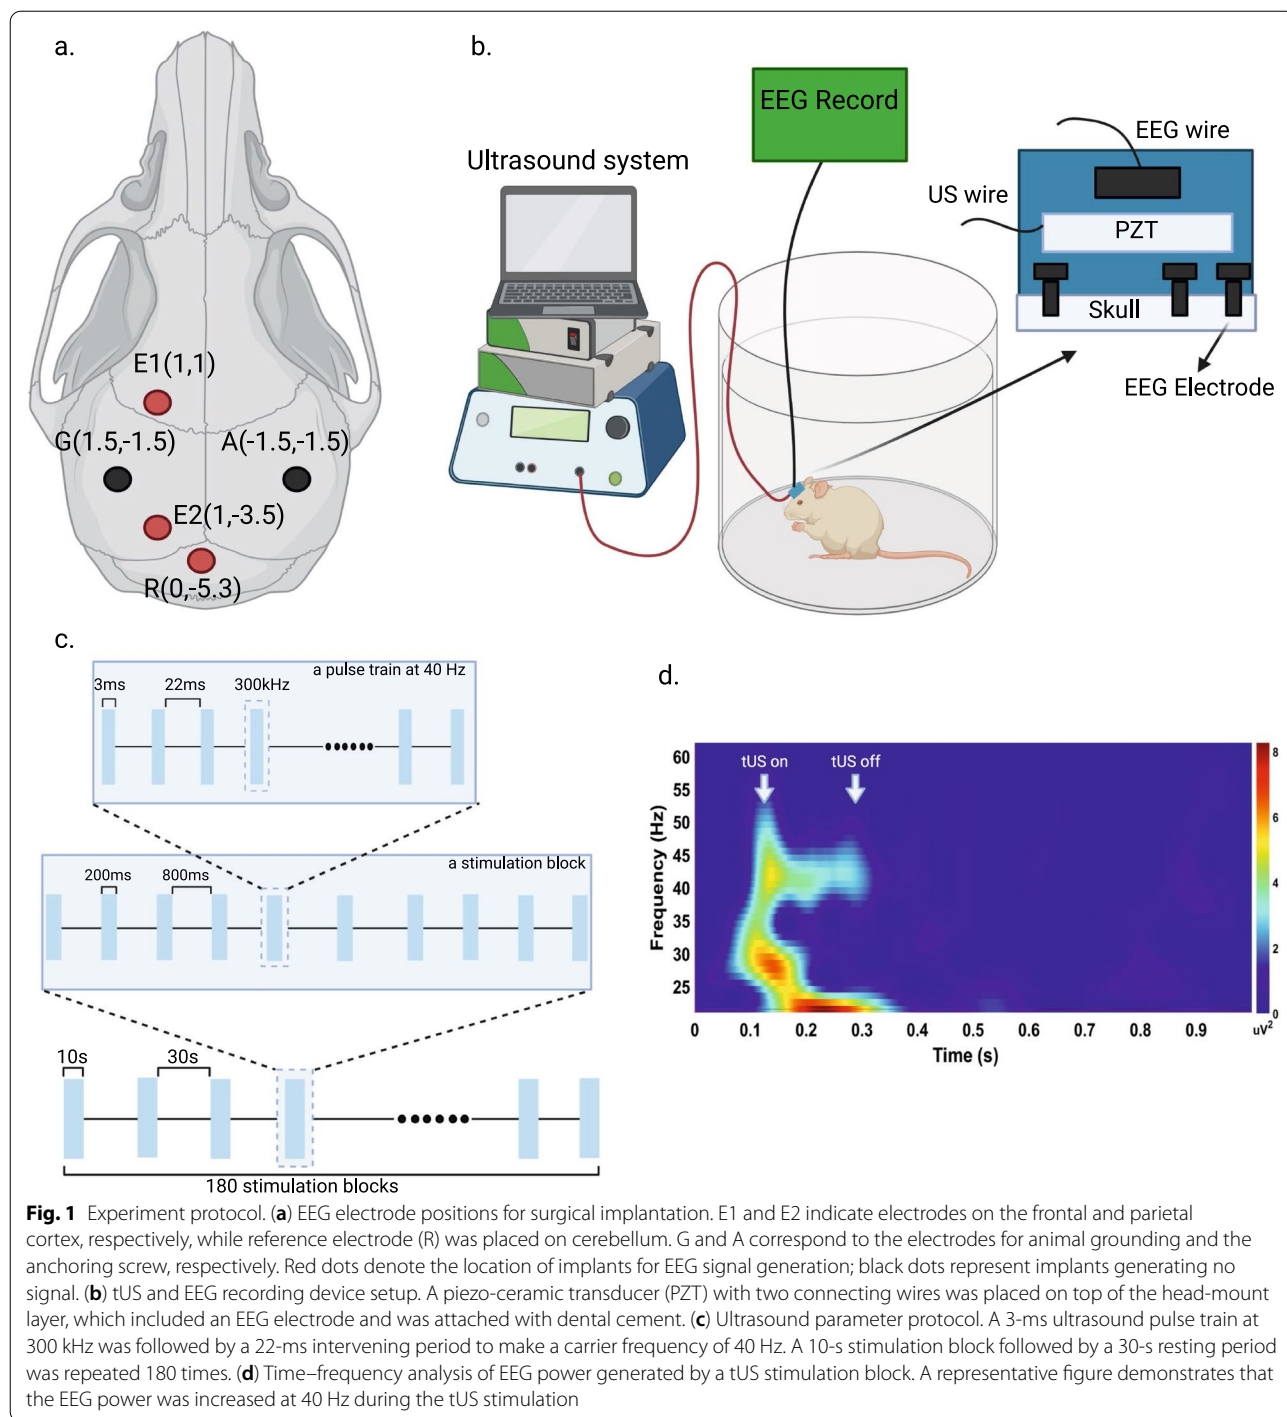 a.
E1(1,1)
G(1.5,-1.5)
A(-1.5,-1.5)
E2(1,-3.5)
R(0,-5.3)
b.
EEG Record
Ultrasound system
EEG wire
US wire
PZT
Skull
EEG Electrode
c.
a pulse train at 40 Hz
3ms
22ms
300kHz
a stimulation block
200ms
800ms
10s
30s
180 stimulation blocks
d.
tUS on
tUS off
Frequency (Hz)
60
55
50
45
40
35
30
25
0
0.1
0.2
0.3
0.4
0.5
0.6
0.7
0.8
0.9
Time (s)
8
6
4
2
0
uV²
Fig. 1 Experiment protocol. (a) EEG electrode positions for surgical implantation. E1 and E2 indicate electrodes on the frontal and parietal
cortex, respectively, while reference electrode (R) was placed on cerebellum. G and A correspond to the electrodes for animal grounding and the
anchoring screw, respectively. Red dots denote the location of implants for EEG signal generation; black dots represent implants generating no
signal. (b) tUS and EEG recording device setup. A piezo-ceramic transducer (PZT) with two connecting wires was placed on top of the head-mount
layer, which included an EEG electrode and was attached with dental cement. (c) Ultrasound parameter protocol. A 3-ms ultrasound pulse train at
300 kHz was followed by a 22-ms intervening period to make a carrier frequency of 40 Hz. A 10-s stimulation block followed by a 30-s resting period
was repeated 180 times. (d) Time–frequency analysis of EEG power generated by a tUS stimulation block. A representative figure demonstrates that
the EEG power was increased at 40 Hz during the tUS stimulation